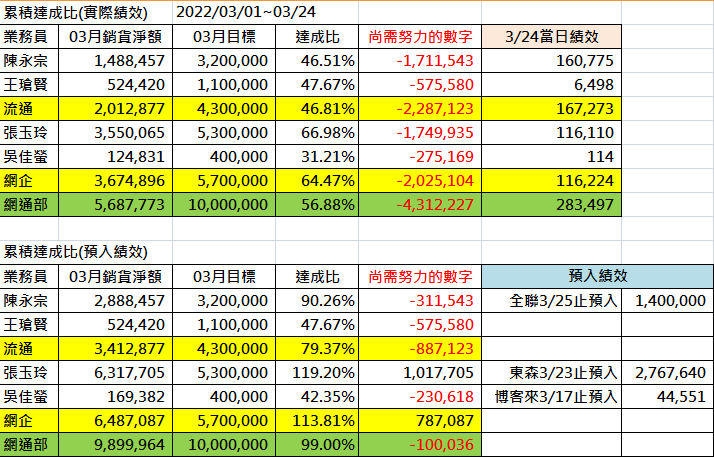 累積達成比(實際績效) 2022/03/01~03/24
業務員 03月銷貨淨額 03月目標 達成比 尚需努力的數字 3/24當日績效
陳永宗 1,488,457 3,200,000 46.51% -1,711,543 160,775
王瑲賢 524,420 1,100,000 47.67% -575,580 6,498
流通 2,012,877 4,300,000 46.81% -2,287,123 167,273
張玉玲 3,550,065 5,300,000 66.98% -1,749,935 116,110
吳佳螢 124,831 400,000 31.21% -275,169 114
網企 3,674,896 5,700,000 64.47% -2,025,104 116,224
網通部 5,687,773 10,000,000 56.88% -4,312,227 283,497
累積達成比(預入績效)
業務員 03月銷貨淨額 03月目標 達成比 尚需努力的數字 預入績效
陳永宗 2,888,457 3,200,000 90.26% -311,543 全聯3/25止預入 1,400,000
王瑲賢 524,420 1,100,000 47.67% -575,580
流通 3,412,877 4,300,000 79.37% -887,123
張玉玲 6,317,705 5,300,000 119.20% 1,017,705 東森3/23止預入 2,767,640
吳佳螢 169,382 400,000 42.35% -230,618 博客來3/17止預入 44,551
網企 6,487,087 5,700,000 113.81% 787,087
網通部 9,899,964 10,000,000 99.00% -100,036